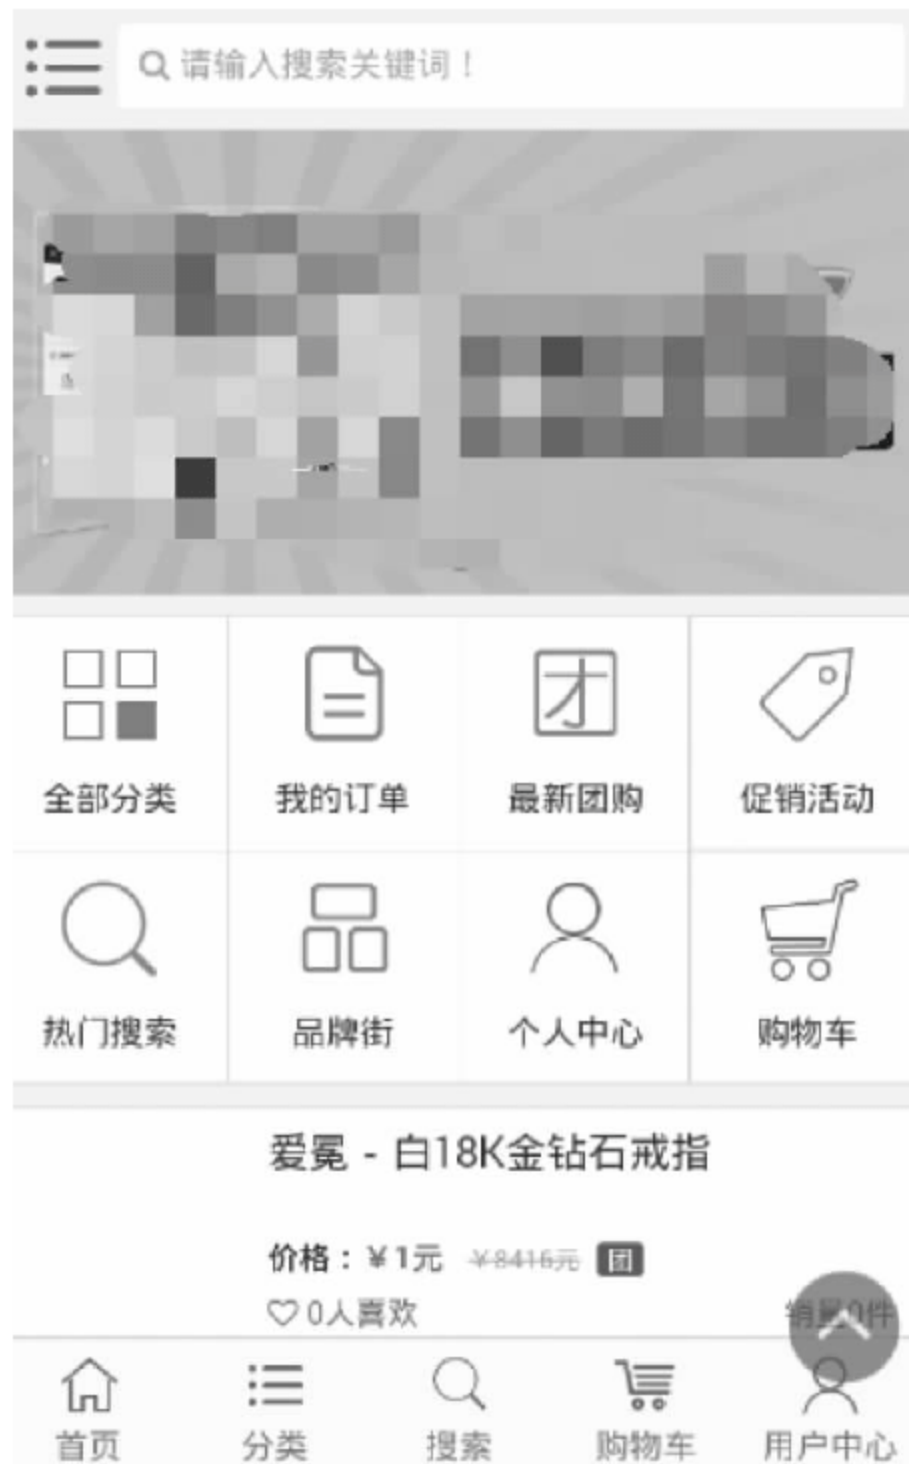 请输入搜索关键词！
全部分类 我的订单 最新团购 促销活动
热门搜索 品牌街 个人中心 购物车
爱冕 - 白18K金钻石戒指
价格：￥1元 ￥8416元 团
0人喜欢 销量0件
首页 分类 搜索 购物车 用户中心